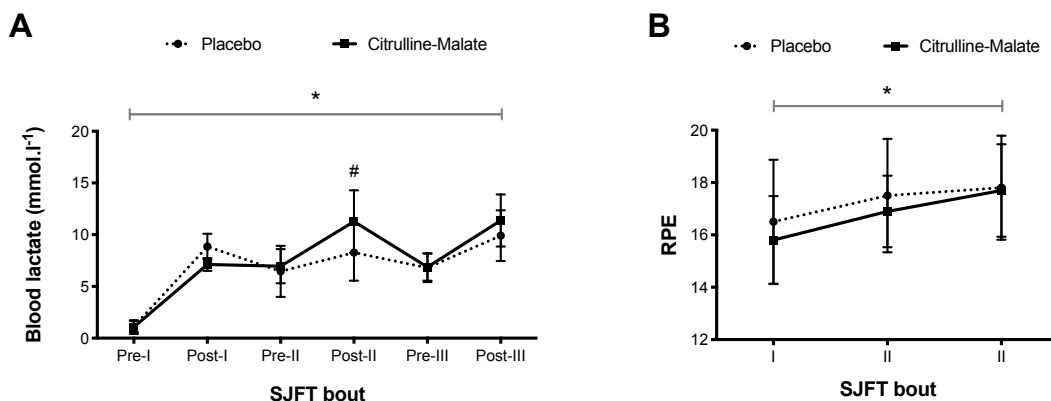 A
Placebo
Citrulline-Malate
*
#
Blood lactate (mmol.l⁻¹)
20
15
10
5
0
Pre-I Post-I Pre-II Post-II Pre-III Post-III
SJFT bout
B
Placebo
Citrulline-Malate
*
RPE
20
18
16
14
12
I II II
SJFT bout